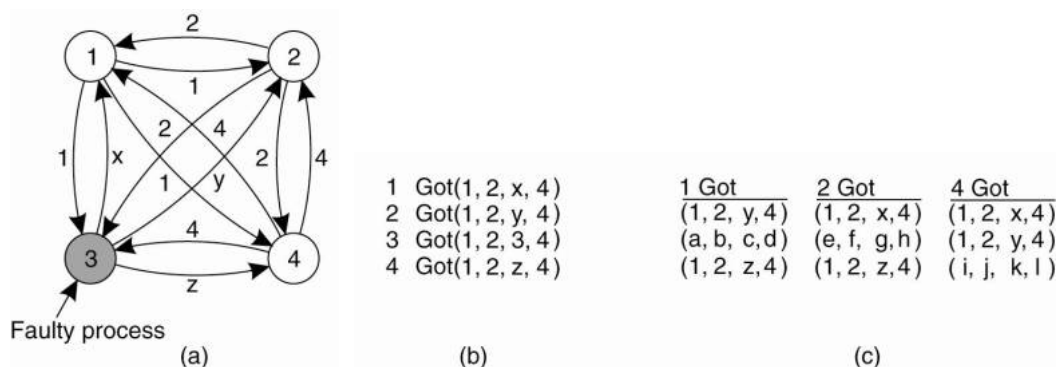 2
1
2
1
1
x
2
4
1
y
2
4
3
4
4
z
Faulty process
(a)
1 Got(1, 2, x, 4)
2 Got(1, 2, y, 4)
3 Got(1, 2, 3, 4)
4 Got(1, 2, z, 4)
(b)
1 Got 2 Got 4 Got
(1, 2, y, 4) (1, 2, x, 4) (1, 2, x, 4)
(a, b, c, d) (e, f, g, h) (1, 2, y, 4)
(1, 2, z, 4) (1, 2, z, 4) (i, j, k, l)
(c)